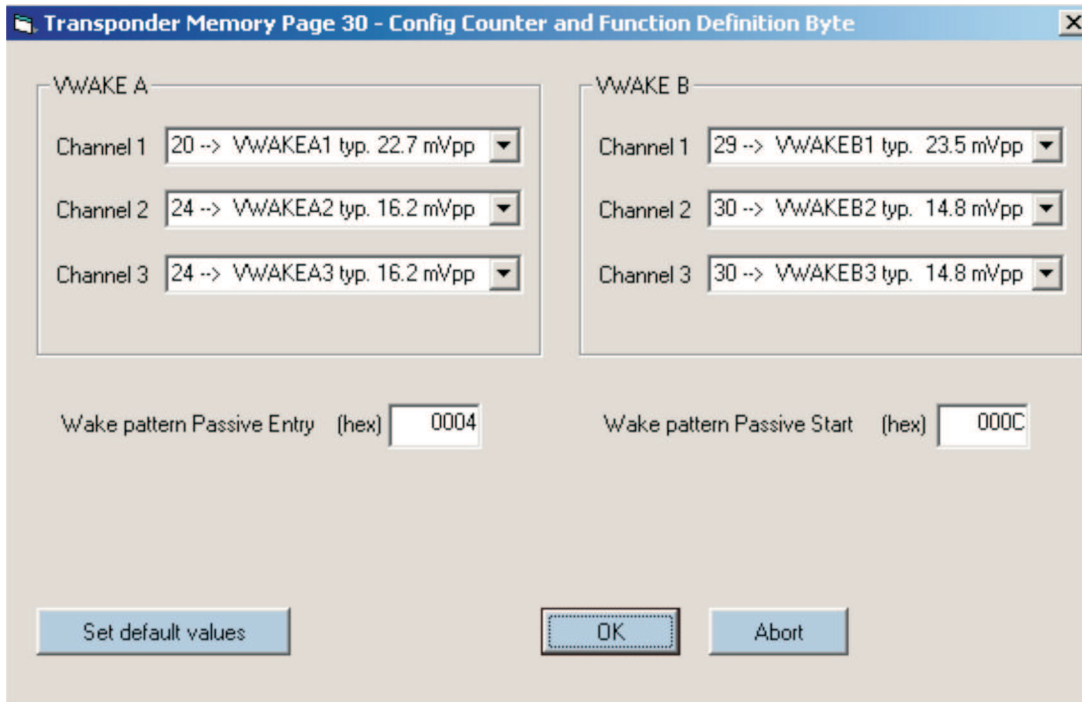 Transponder Memory Page 30 - Config Counter and Function Definition Byte
VWAKE A
Channel 1 20 --> VWAKEA1 typ. 22.7 mVpp
Channel 2 24 --> VWAKEA2 typ. 16.2 mVpp
Channel 3 24 --> VWAKEA3 typ. 16.2 mVpp
VWAKE B
Channel 1 29 --> VWAKEB1 typ. 23.5 mVpp
Channel 2 30 --> VWAKEB2 typ. 14.8 mVpp
Channel 3 30 --> VWAKEB3 typ. 14.8 mVpp
Wake pattern Passive Entry (hex) 0004
Wake pattern Passive Start (hex) 000C
Set default values
OK
Abort